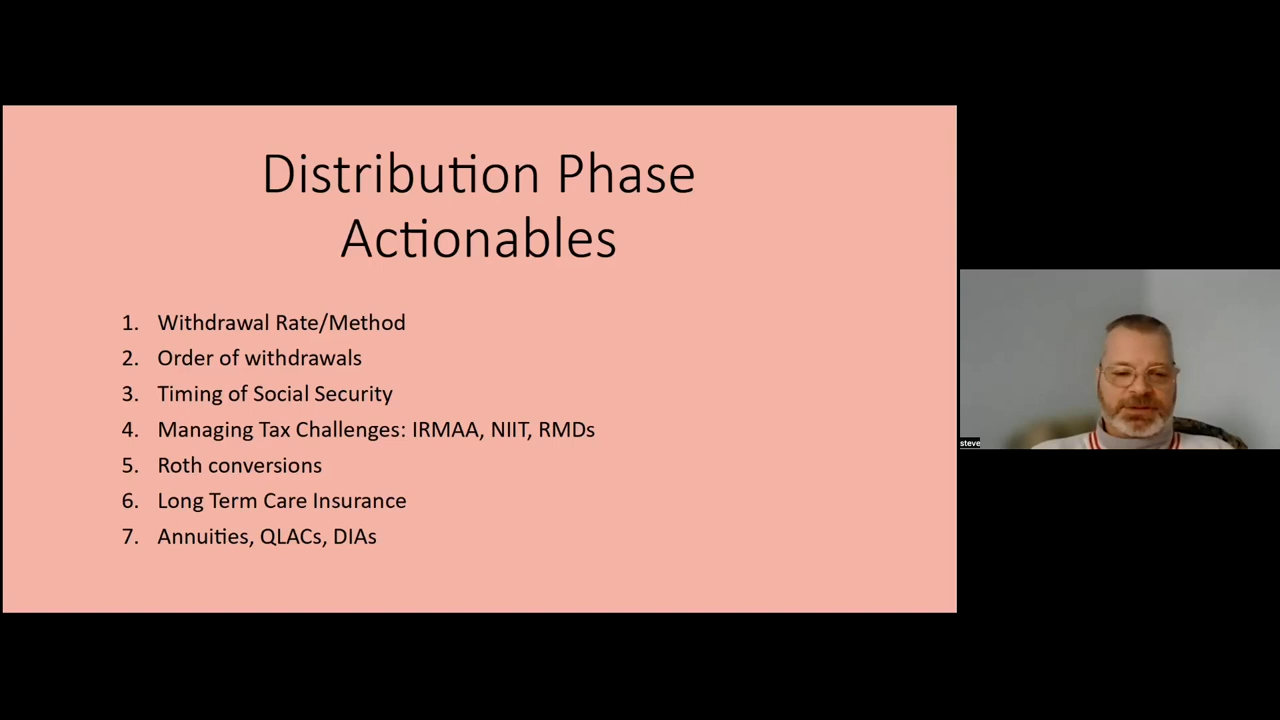 Distribution Phase
Actionables
1. Withdrawal Rate/Method
2. Order of withdrawals
3. Timing of Social Security
4. Managing Tax Challenges: IRMAA, NIIT, RMDs
5. Roth conversions
6. Long Term Care Insurance
7. Annuities, QLACs, DIAs
steve